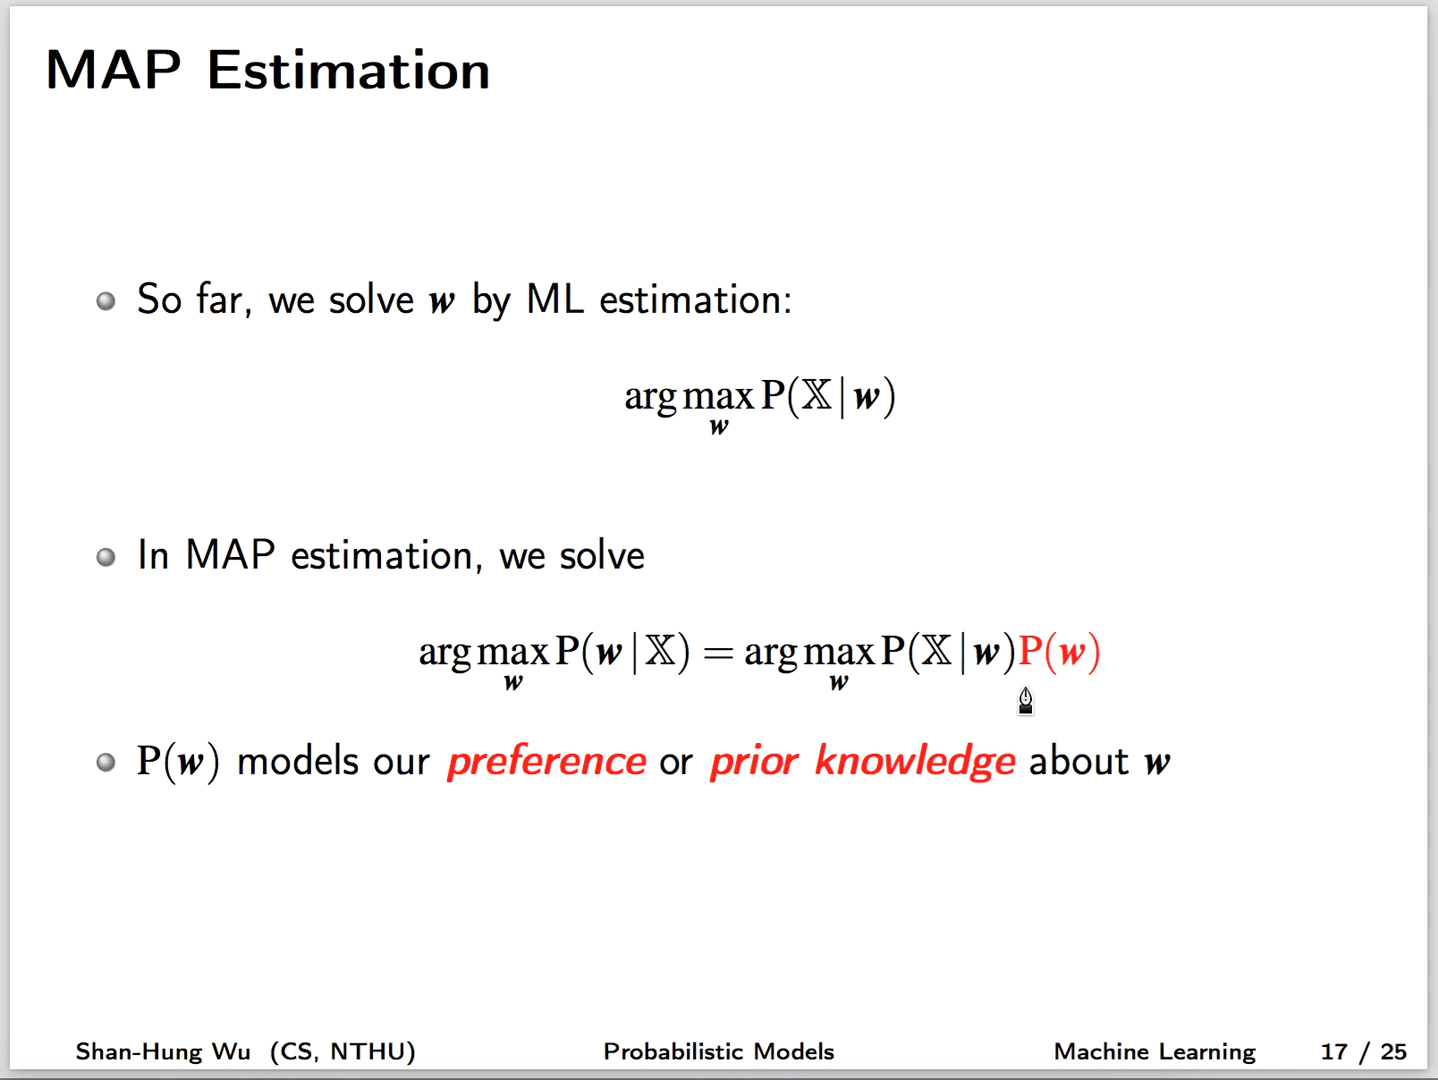 MAP Estimation
So far, we solve w by ML estimation:
arg max P(𝕏 | w)
w
In MAP estimation, we solve
arg max P(w | 𝕏) = arg max P(𝕏 | w)P(w)
w w
P(w) models our preference or prior knowledge about w
Shan-Hung Wu (CS, NTHU) Probabilistic Models Machine Learning 17 / 25